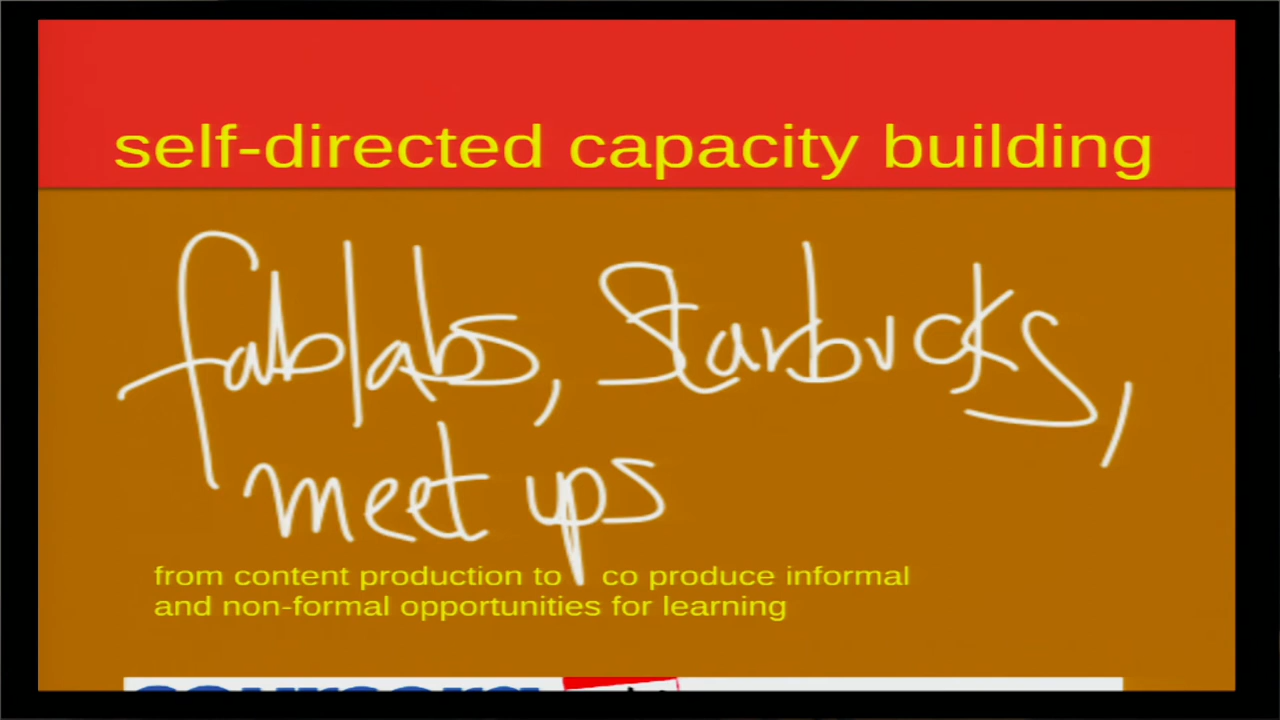 self-directed capacity building
fablabs, Starbucks,
meet ups
from content production to co produce informal
and non-formal opportunities for learning
coursera